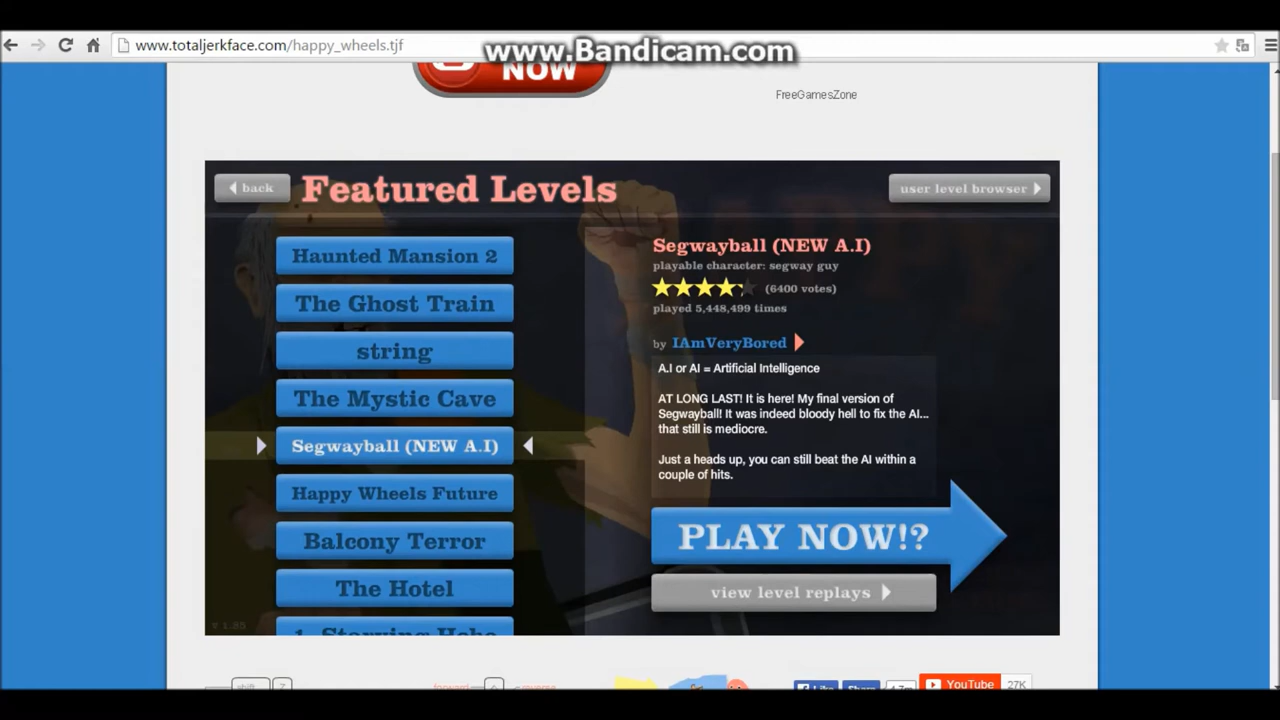 www.totaljerkface.com/happy_wheels.tjf
www.Bandicam.com
NOW
FreeGamesZone
back
Featured Levels
user level browser
Haunted Mansion 2
The Ghost Train
string
The Mystic Cave
Segwayball (NEW A.I)
Happy Wheels Future
Balcony Terror
The Hotel
Segwayball (NEW A.I)
playable character: segway guy
(6400 votes)
played 5,448,499 times
by IAmVeryBored
A.I or AI = Artificial Intelligence
AT LONG LAST! It is here! My final version of
Segwayball! It was indeed bloody hell to fix the AI...
that still is mediocre.
Just a heads up, you can still beat the AI within a
couple of hits.
PLAY NOW!?
view level replays
v 1.85
shift
Z
Like
Share
YouTube
27K